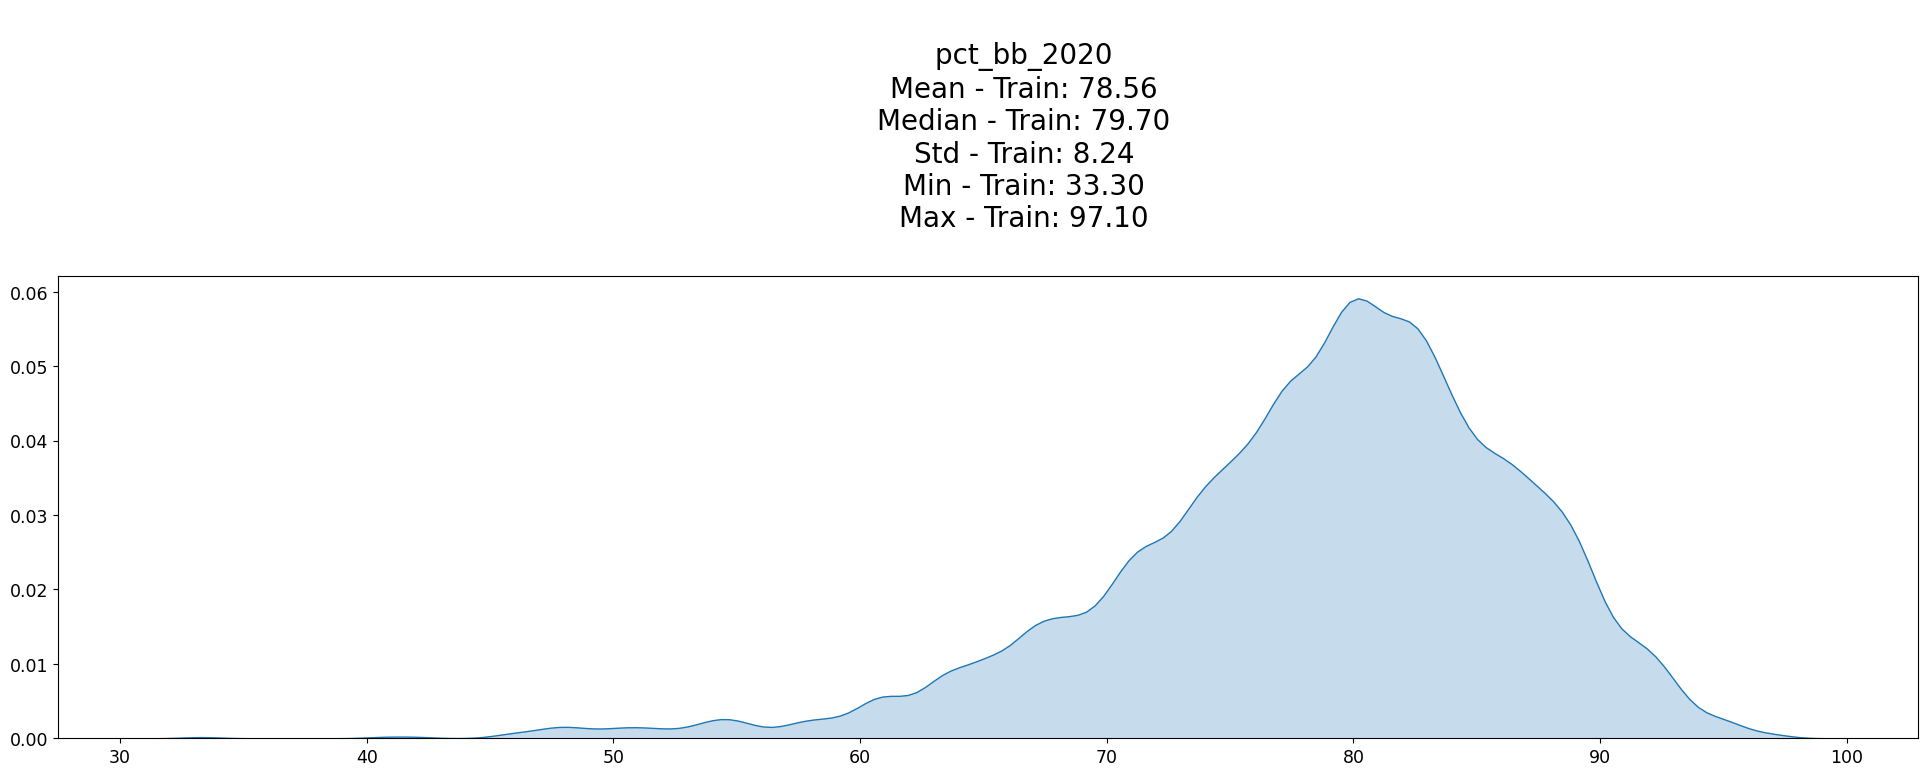 pct_bb_2020
Mean - Train: 78.56
Median - Train: 79.70
Std - Train: 8.24
Min - Train: 33.30
Max - Train: 97.10
0.06
0.05
0.04
0.03
0.02
0.01
0.00
30 40 50 60 70 80 90 100